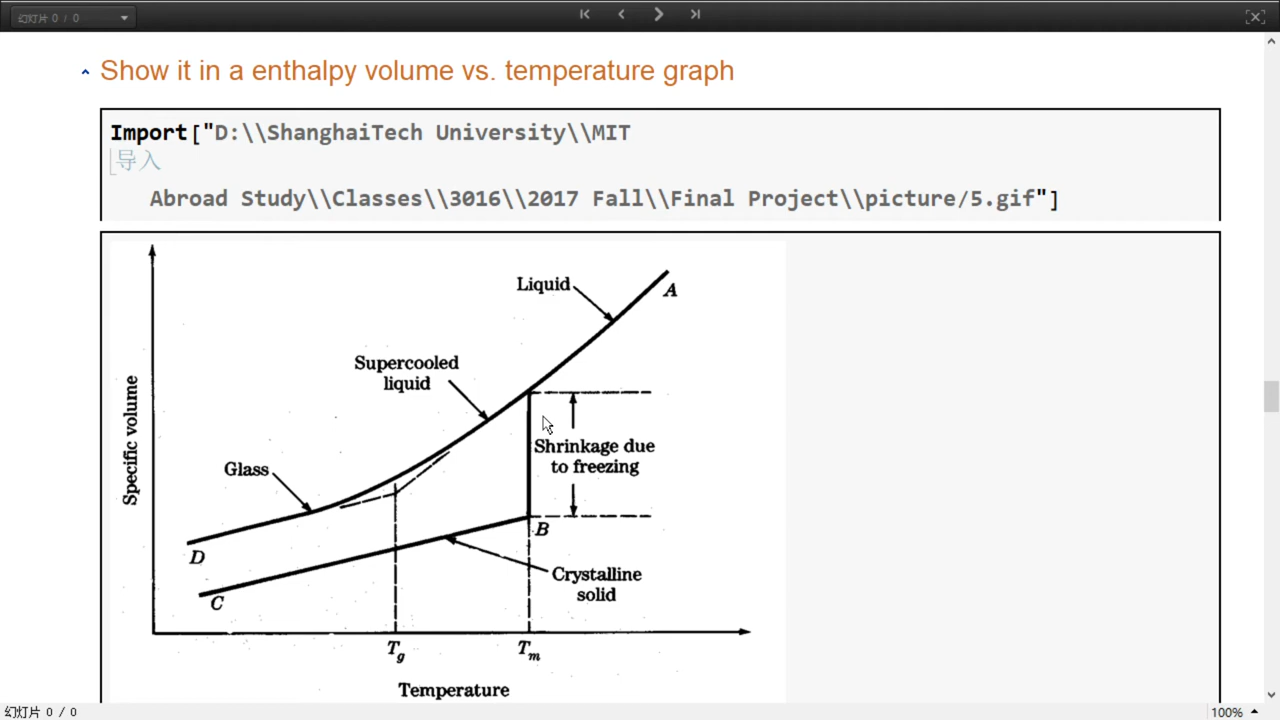 幻灯片 0 / 0
Show it in a enthalpy volume vs. temperature graph
Import["D:\\ShanghaiTech University\\MIT
导入
Abroad Study\\Classes\\3016\\2017 Fall\\Final Project\\picture/5.gif"]
Liquid
A
Supercooled
liquid
Specific volume
Shrinkage due
to freezing
Glass
B
D
Crystalline
solid
C
Tg
Tm
Temperature
幻灯片 0 / 0
100%